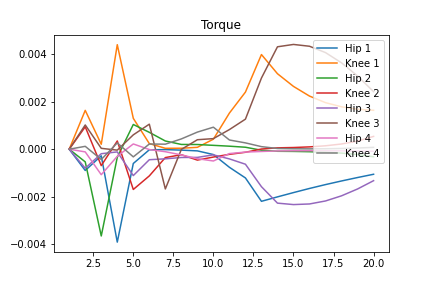 Torque
0.004
0.002
0.000
−0.002
−0.004
2.5 5.0 7.5 10.0 12.5 15.0 17.5 20.0
Hip 1
Knee 1
Hip 2
Knee 2
Hip 3
Knee 3
Hip 4
Knee 4